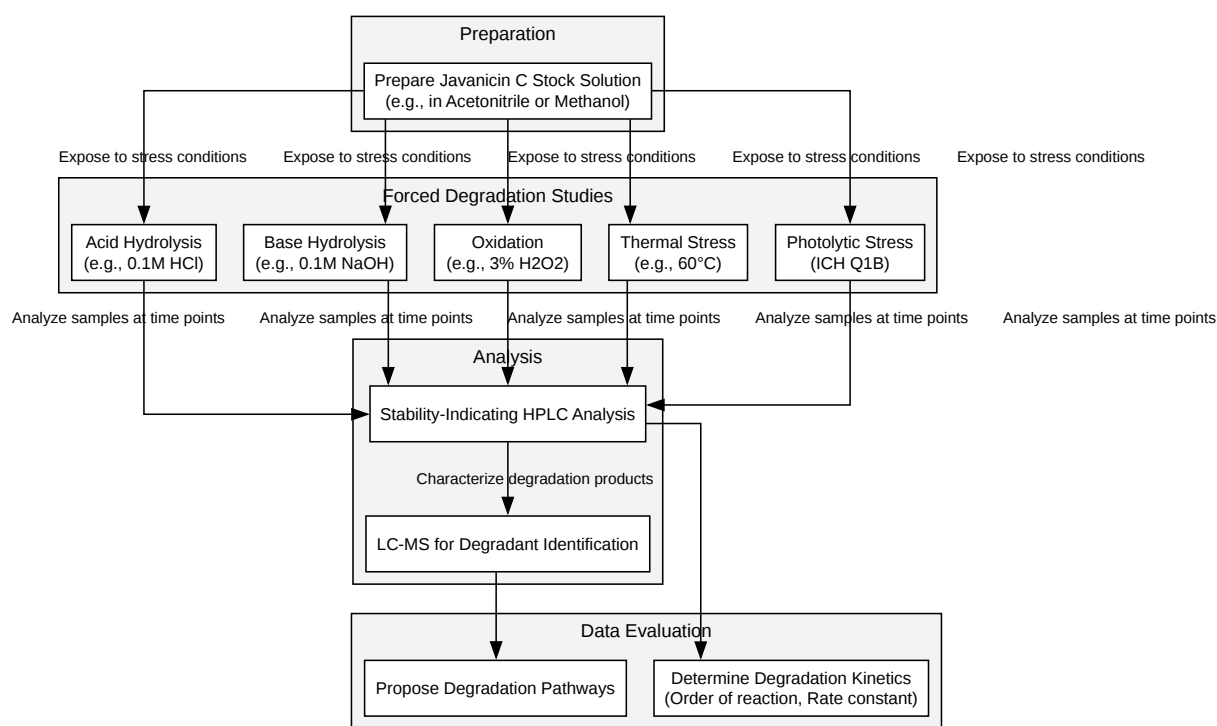 Preparation
Prepare Javanicin C Stock Solution
(e.g., in Acetonitrile or Methanol)
Expose to stress conditions
Expose to stress conditions
Expose to stress conditions
Expose to stress conditions
Expose to stress conditions
Forced Degradation Studies
Acid Hydrolysis
(e.g., 0.1M HCl)
Base Hydrolysis
(e.g., 0.1M NaOH)
Oxidation
(e.g., 3% H2O2)
Thermal Stress
(e.g., 60°C)
Photolytic Stress
(ICH Q1B)
Analyze samples at time points
Analyze samples at time points
Analyze samples at time points
Analyze samples at time points
Analyze samples at time points
Analysis
Stability-Indicating HPLC Analysis
Characterize degradation products
LC-MS for Degradant Identification
Data Evaluation
Propose Degradation Pathways
Determine Degradation Kinetics
(Order of reaction, Rate constant)